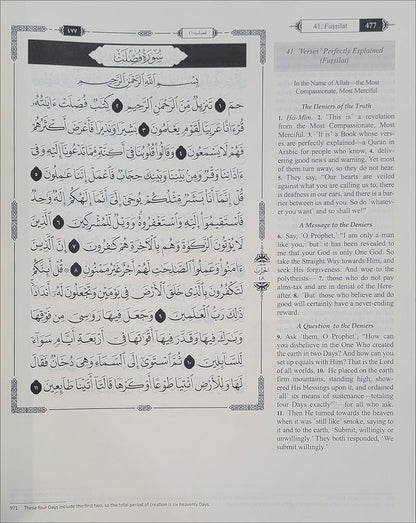 ٤٧٧
فصلت ٤١
سُورَةُ فُصِّلَتْ
بِسْمِ اللَّهِ الرَّحْمَٰنِ الرَّحِيمِ
حمٓ ١ تَنزِيلٌ مِّنَ الرَّحْمَٰنِ الرَّحِيمِ ٢ كِتَٰبٌ فُصِّلَتْ ءَايَٰتُهُۥ
قُرْءَانًا عَرَبِيًّا لِّقَوْمٍ يَعْلَمُونَ ٣ بَشِيرًا وَنَذِيرًا فَأَعْرَضَ أَكْثَرُهُمْ
فَهُمْ لَا يَسْمَعُونَ ٤ وَقَالُوا۟ قُلُوبُنَا فِىٓ أَكِنَّةٍ مِّمَّا تَدْعُونَآ إِلَيْهِ وَفِىٓ
ءَاذَانِنَا وَقْرٌ وَمِنۢ بَيْنِنَا وَبَيْنِكَ حِجَابٌ فَٱعْمَلْ إِنَّنَا عَٰمِلُونَ ٥
قُلْ إِنَّمَآ أَنَا۠ بَشَرٌ مِّثْلُكُمْ يُوحَىٰٓ إِلَىَّ أَنَّمَآ إِلَٰهُكُمْ إِلَٰهٌ وَٰحِدٌ
فَٱسْتَقِيمُوٓا۟ إِلَيْهِ وَٱسْتَغْفِرُوهُ وَوَيْلٌ لِّلْمُشْرِكِينَ ٦ ٱلَّذِينَ
لَا يُؤْتُونَ ٱلزَّكَوٰةَ وَهُم بِٱلْءَاخِرَةِ هُمْ كَٰفِرُونَ ٧ إِنَّ ٱلَّذِينَ
ءَامَنُوا۟ وَعَمِلُوا۟ ٱلصَّٰلِحَٰتِ لَهُمْ أَجْرٌ غَيْرُ مَمْنُونٍ ٨ قُلْ أَئِنَّكُمْ
لَتَكْفُرُونَ بِٱلَّذِى خَلَقَ ٱلْأَرْضَ فِى يَوْمَيْنِ وَتَجْعَلُونَ لَهُۥٓ أَندَادًا
ذَٰلِكَ رَبُّ ٱلْعَٰلَمِينَ ٩ وَجَعَلَ فِيهَا رَوَٰسِىَ مِن فَوْقِهَا
وَبَٰرَكَ فِيهَا وَقَدَّرَ فِيهَآ أَقْوَٰتَهَا فِىٓ أَرْبَعَةِ أَيَّامٍ سَوَآءً
لِّلسَّآئِلِينَ ١٠ ثُمَّ ٱسْتَوَىٰٓ إِلَى ٱلسَّمَآءِ وَهِىَ دُخَانٌ فَقَالَ
لَهَا وَلِلْأَرْضِ ٱئْتِيَا طَوْعًا أَوْ كَرْهًا قَالَتَآ أَتَيْنَا طَآئِعِينَ ١١
41. Fuṣṣilat 477
41. ˹Verses˺ Perfectly Explained
(Fuṣṣilat)
In the Name of Allah—the Most
Compassionate, Most Merciful
The Deniers of the Truth
1. Ḥâ-Mĩm. 2. ˹This is˺ a revelation
from the Most Compassionate, Most
Merciful. 3. ˹It is˺ a Book whose vers-
es are perfectly explained—a Quran in
Arabic for people who know, 4. deliv-
ering good news and warning. Yet most
of them turn away, so they do not hear.
5. They say, “Our hearts are veiled
against what you are calling us to, there
is deafness in our ears, and there is a bar-
rier between us and you. So do ˹whatev-
er you want˺ and so shall we!”
A Message to the Deniers
6. Say, ˹O Prophet,˺ “I am only a man
like you, ˹but˺ it has been revealed to
me that your God is only One God. So
take the Straight Way towards Him, and
seek His forgiveness. And woe to the
polytheists— 7. those who do not pay
alms-tax and are in denial of the Here-
after. 8. ˹But˺ those who believe and do
good will certainly have a never-ending
reward.
A Question to the Deniers
9. Ask ˹them, O Prophet˺, “How can
you disbelieve in the One Who created
the earth in two Days? And how can you
set up equals with Him? That is the Lord
of all worlds. 10. He placed on the earth
firm mountains, standing high, show-
ered His blessings upon it, and ordained
˹all˺ its means of sustenance—totaling
four Days exactly⁹⁷¹—for all who ask.
11. Then He turned towards the heaven
when it was ˹still like˺ smoke, saying to
it and to the earth, ‘Submit, willingly or
unwillingly.’ They both responded, ‘We
submit willingly.’
971 These four Days include the first two, so the total period of creation is six heavenly Days.